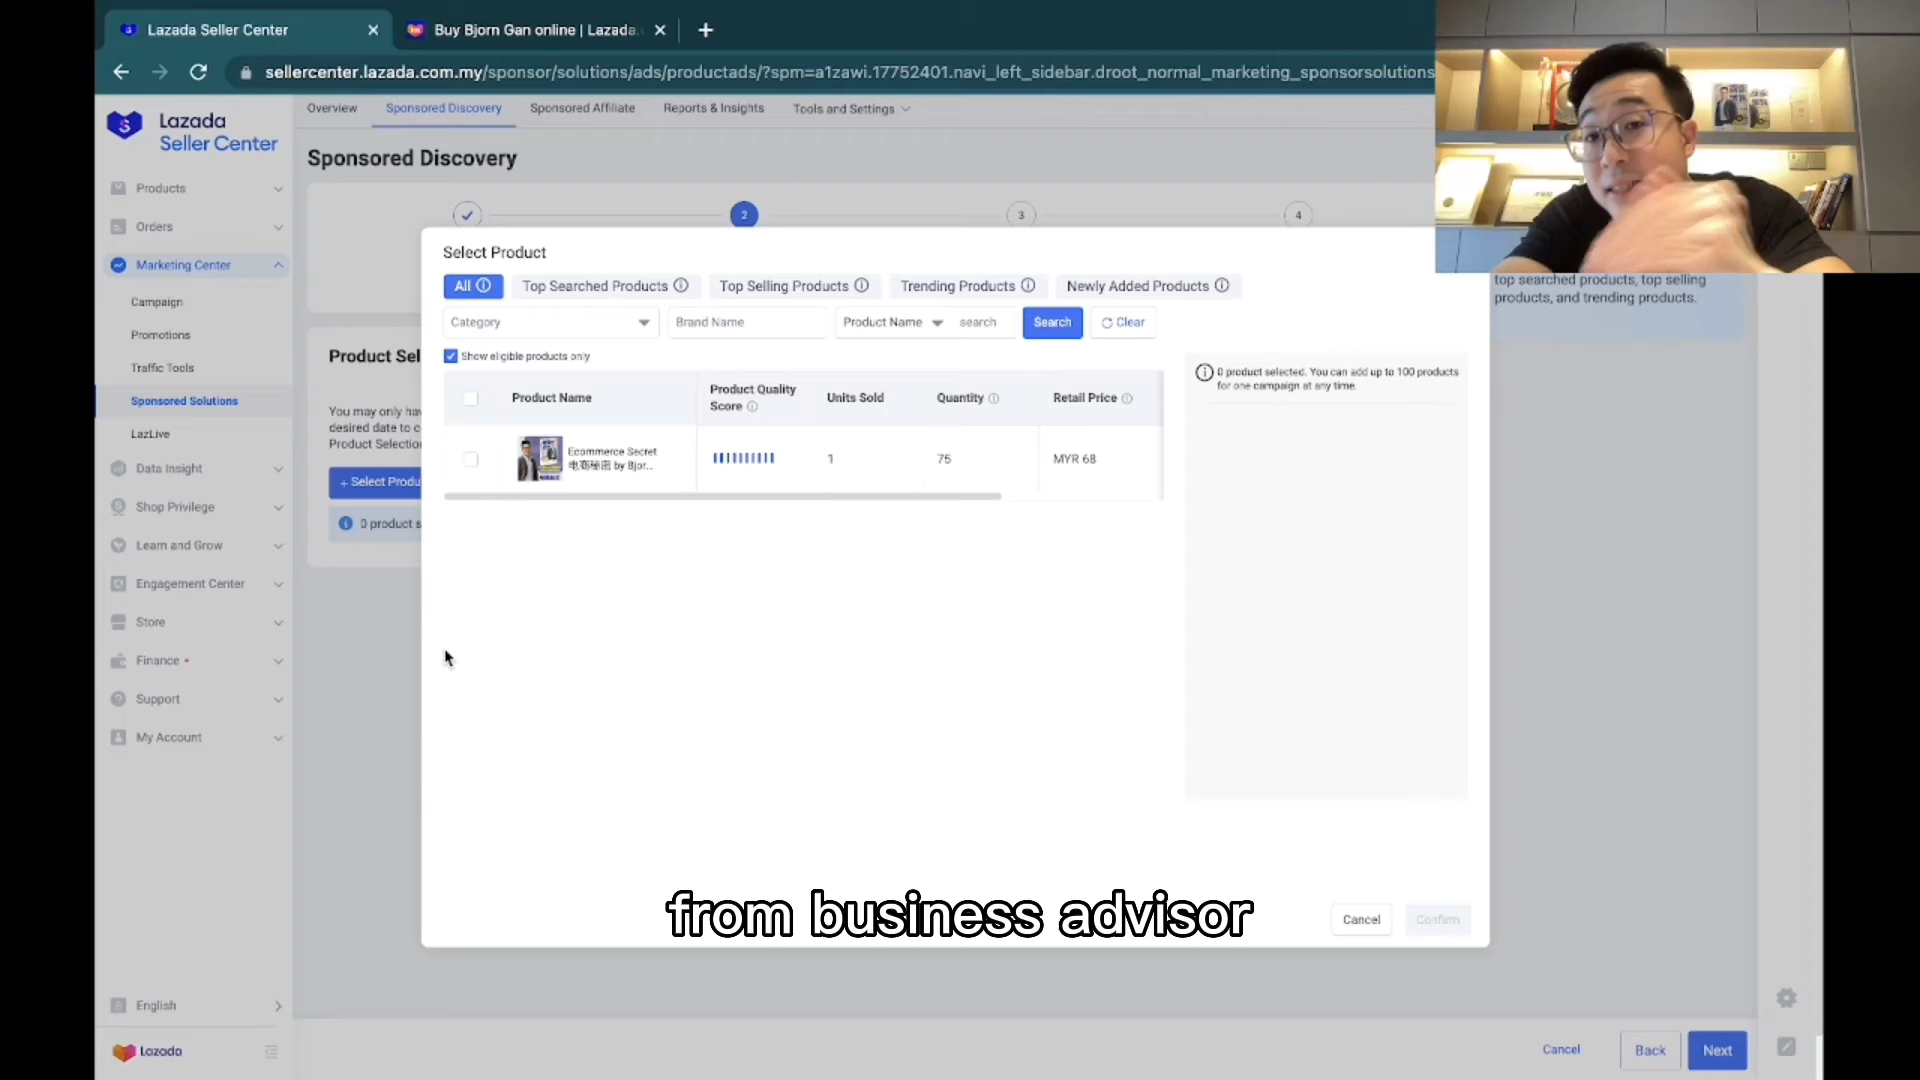 Lazada Seller Center
Buy Bjorn Gan online | Lazada.
sellercenter.lazada.com.my/sponsor/solutions/ads/productads/?spm=a1zawi.17752401.navi_left_sidebar.droot_normal_marketing_sponsorsolutions
Lazada
Seller Center
Overview
Sponsored Discovery
Sponsored Affiliate
Reports & Insights
Tools and Settings
Sponsored Discovery
2
3
4
Products
Orders
Marketing Center
Campaign
Promotions
Traffic Tools
Sponsored Solutions
LazLive
Data Insight
Shop Privilege
Learn and Grow
Engagement Center
Store
Finance
Support
My Account
English
Lazada
Product Sel
You may only hav
desired date to c
Product Selection
+ Select Produ
0 product s
Select Product
All
Top Searched Products
Top Selling Products
Trending Products
Newly Added Products
Category
Brand Name
Product Name
search
Search
Clear
Show eligible products only
Product Name
Product Quality
Score
Units Sold
Quantity
Retail Price
Ecommerce Secret
电商秘密 by Bjor...
1
75
MYR 68
0 product selected. You can add up to 100 products
for one campaign at any time.
top searched products, top selling
products, and trending products.
from business advisor
Cancel
Confirm
Cancel
Back
Next